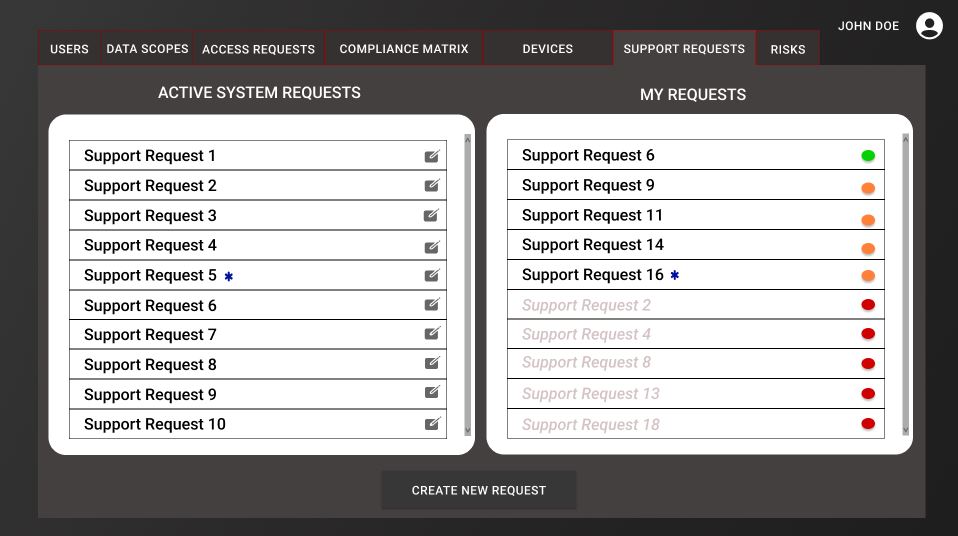 JOHN DOE
USERS
DATA SCOPES
ACCESS REQUESTS
COMPLIANCE MATRIX
DEVICES
SUPPORT REQUESTS
RISKS
ACTIVE SYSTEM REQUESTS
Support Request 1
Support Request 2
Support Request 3
Support Request 4
Support Request 5 *
Support Request 6
Support Request 7
Support Request 8
Support Request 9
Support Request 10
MY REQUESTS
Support Request 6
Support Request 9
Support Request 11
Support Request 14
Support Request 16 *
Support Request 2
Support Request 4
Support Request 8
Support Request 13
Support Request 18
CREATE NEW REQUEST